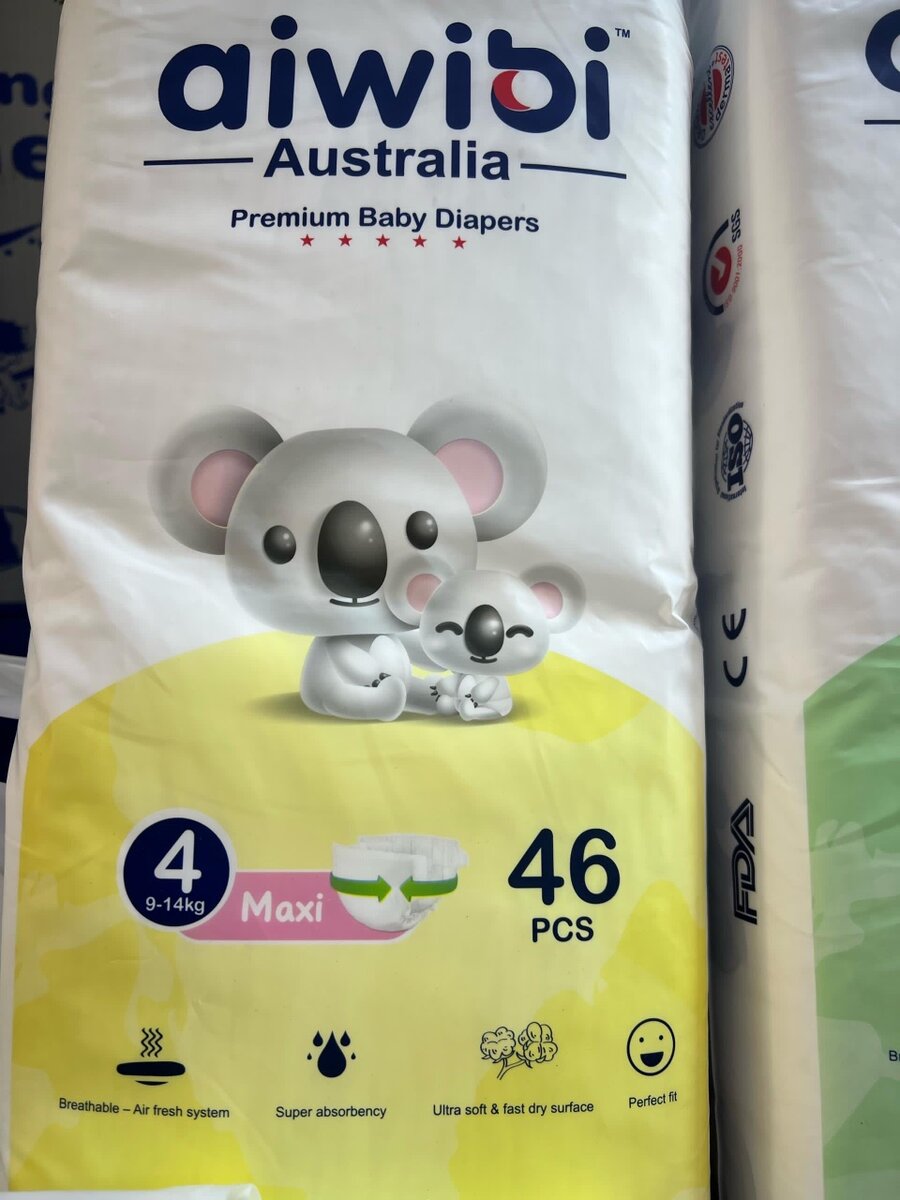 aiwibi™
Australia
Premium Baby Diapers
4
9-14kg
Maxi
46
PCS
Breathable – Air fresh system
Super absorbency
Ultra soft & fast dry surface
Perfect fit
SGS
ISO
CE
FDA